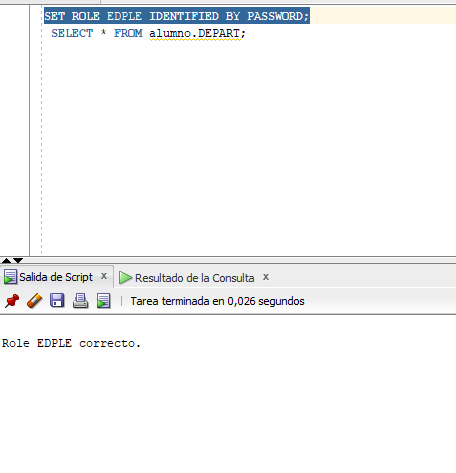 SET ROLE EDPLE IDENTIFIED BY PASSWORD;
SELECT * FROM alumno.DEPART;
Salida de Script x
Resultado de la Consulta x
Tarea terminada en 0,026 segundos
Role EDPLE correcto.